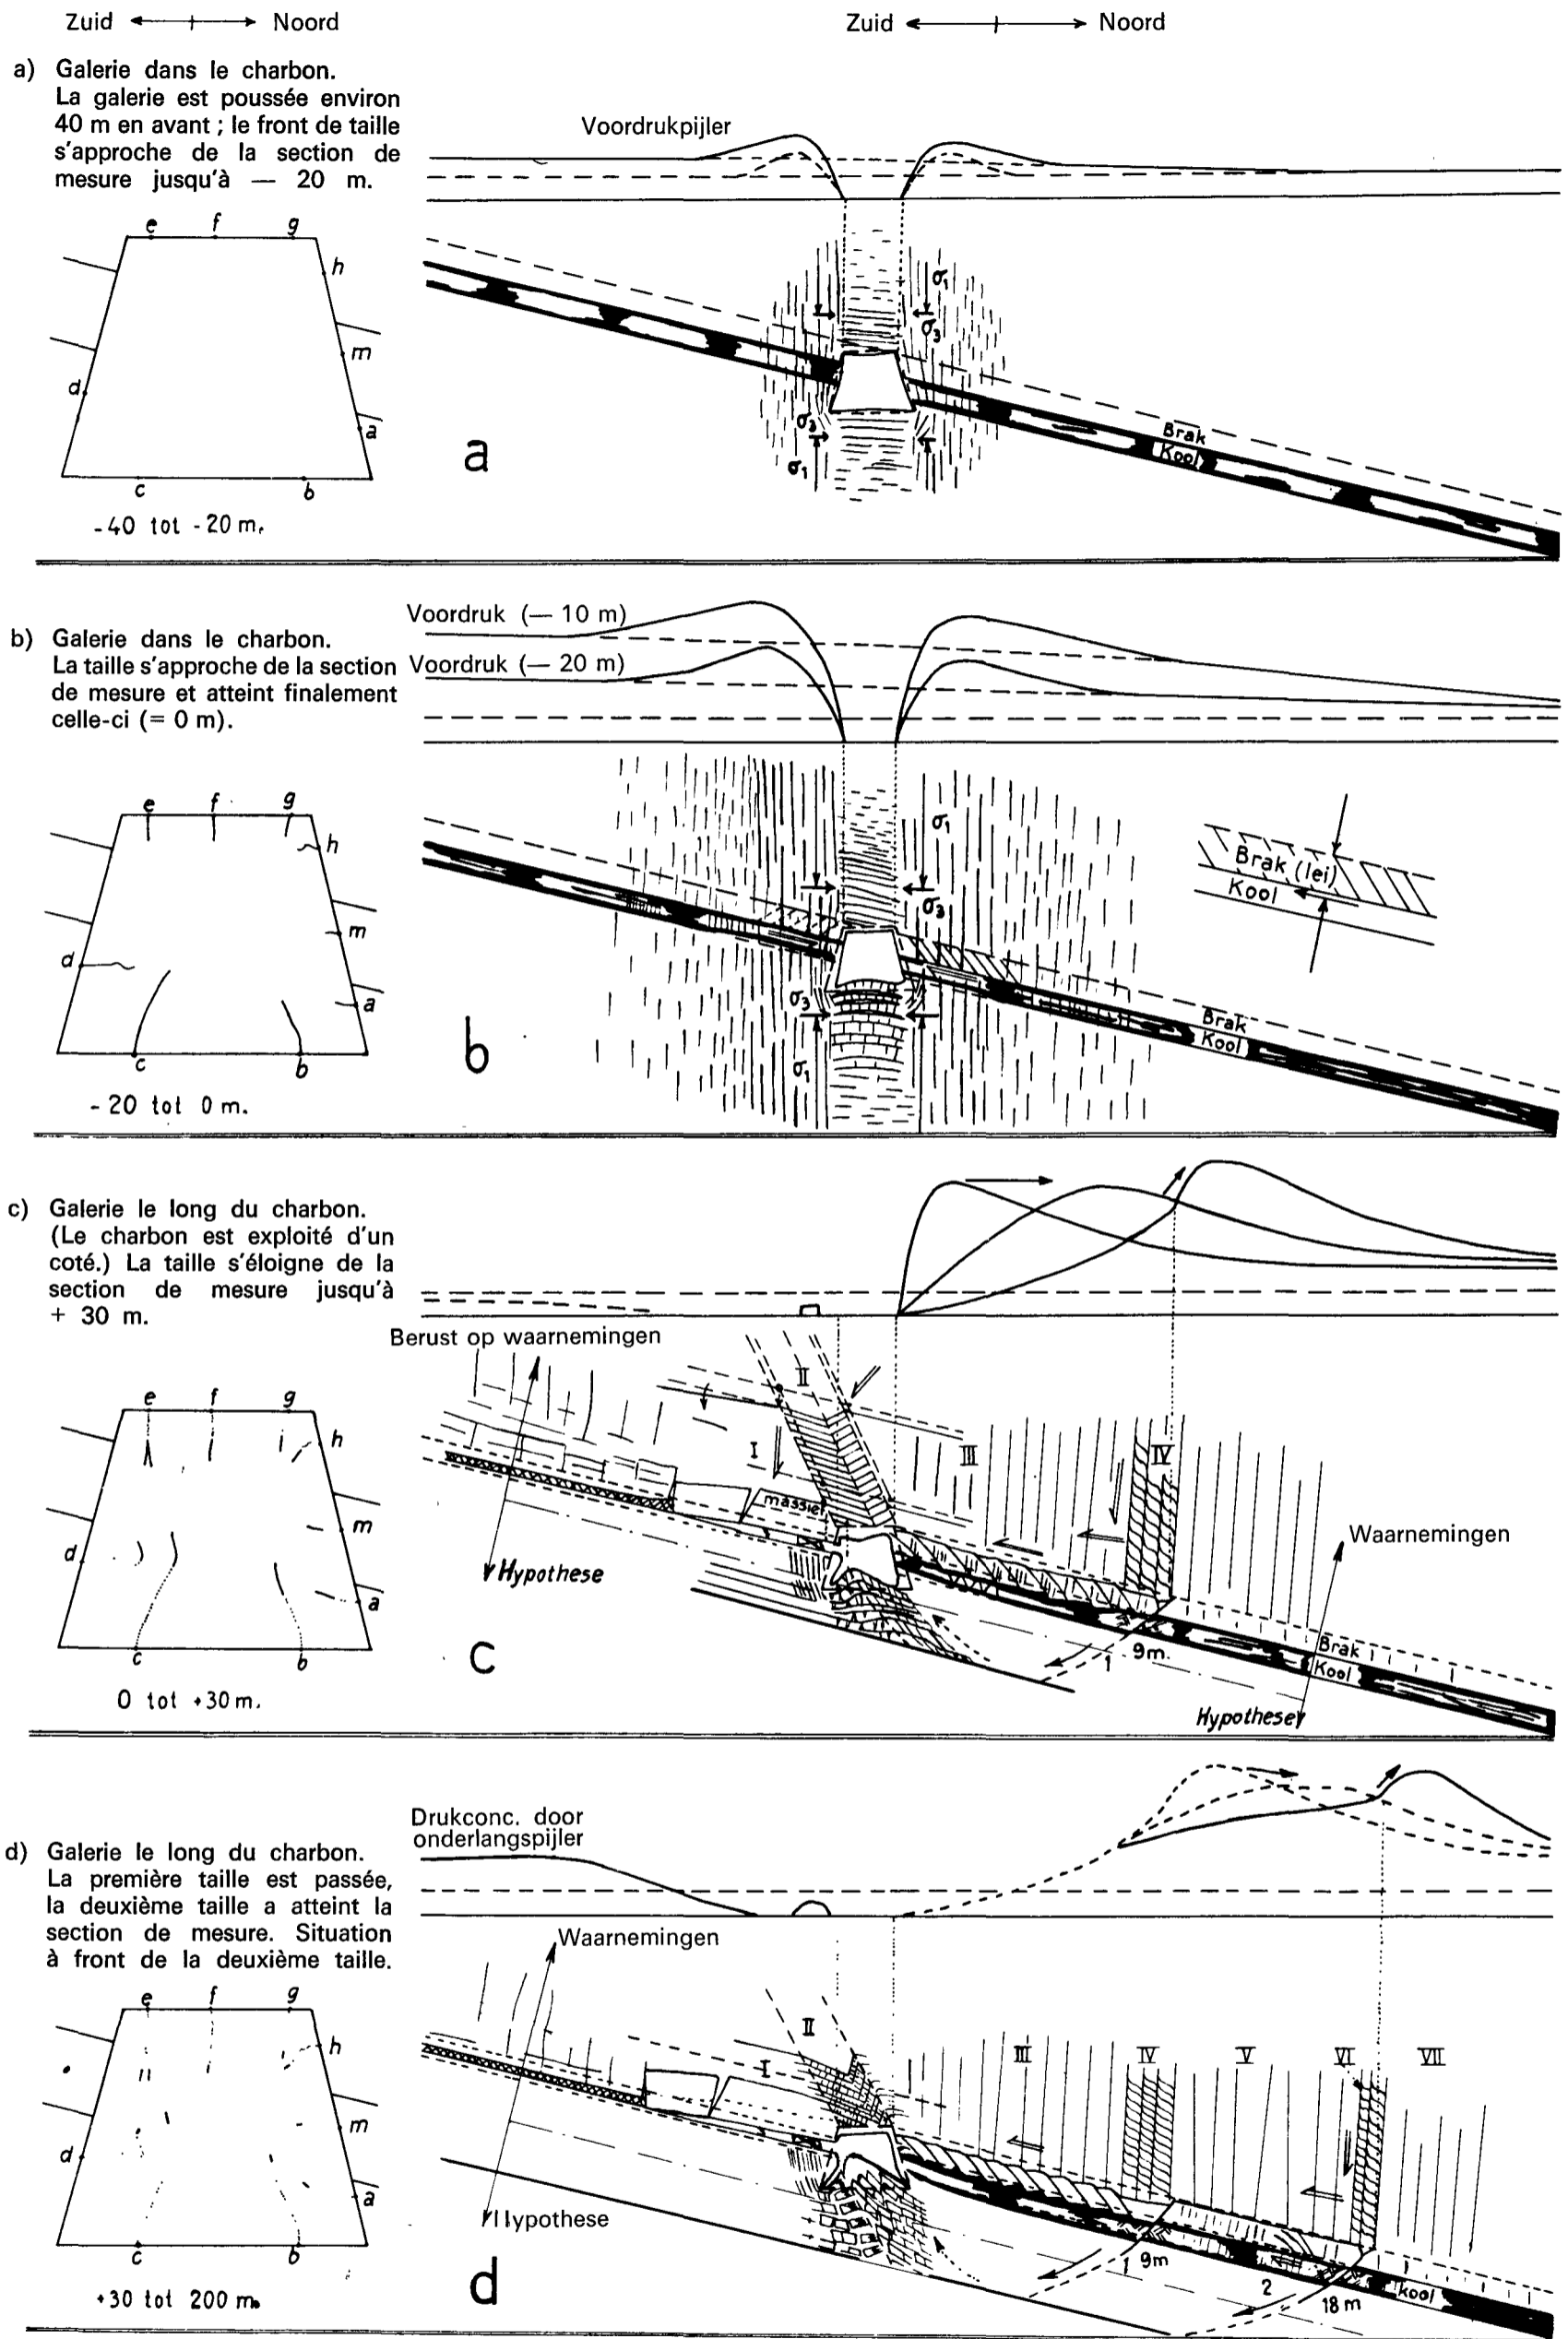 Zuid Noord
Zuid Noord
a) Galerie dans le charbon.
La galerie est poussée environ
40 m en avant ; le front de taille
s'approche de la section de
mesure jusqu'à — 20 m.
Voordrukpijler
e f g
h
m
d
a
c b
-40 tot -20 m.
σ1
σ3
σ3
σ1
Brak
Kool
a
b) Galerie dans le charbon.
La taille s'approche de la section
de mesure et atteint finalement
celle-ci (= 0 m).
Voordruk (— 10 m)
Voordruk (— 20 m)
e f g
h
m
d
a
c b
-20 tot 0 m.
σ1
σ3
σ3
σ1
Brak (lei)
Kool
Brak
Kool
b
c) Galerie le long du charbon.
(Le charbon est exploité d'un
coté.) La taille s'éloigne de la
section de mesure jusqu'à
+ 30 m.
Berust op waarnemingen
Hypothese
e f g
h
m
d
a
c b
0 tot +30 m.
I
II
III
IV
massief
Waarnemingen
Brak
Kool
1 9m.
Hypothese
c
d) Galerie le long du charbon.
La première taille est passée,
la deuxième taille a atteint la
section de mesure. Situation
à front de la deuxième taille.
Drukconc. door
onderlangspijler
Waarnemingen
Hypothese
e f g
h
m
d
a
c b
+30 tot 200 m.
I
II
III
IV
V
VI
VII
1 9m
2 18 m
kool
d